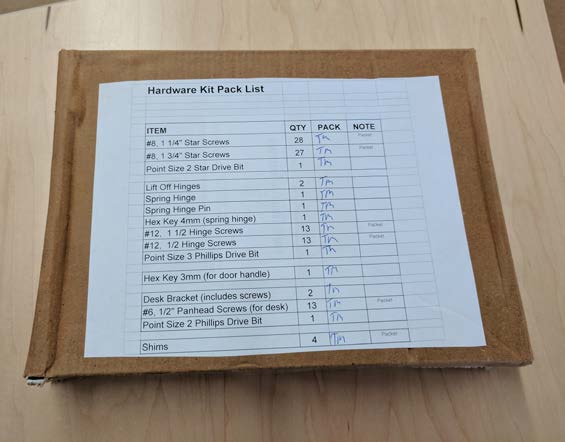 Hardware Kit Pack List
ITEM QTY PACK NOTE
#8, 1 1/4" Star Screws 28 TM Packet
#8, 1 3/4" Star Screws 27 TM Packet
Point Size 2 Star Drive Bit 1 TM
Lift Off Hinges 2 TM
Spring Hinge 1 TM
Spring Hinge Pin 1 TM
Hex Key 4mm (spring hinge) 1 TM
#12, 1 1/2 Hinge Screws 13 TM Packet
#12, 1/2 Hinge Screws 13 TM Packet
Point Size 3 Phillips Drive Bit 1 TM
Hex Key 3mm (for door handle) 1 TM
Desk Bracket (includes screws) 2 TM
#6, 1/2" Panhead Screws (for desk) 13 TM Packet
Point Size 2 Phillips Drive Bit 1 TM
Shims 4 TM Packet